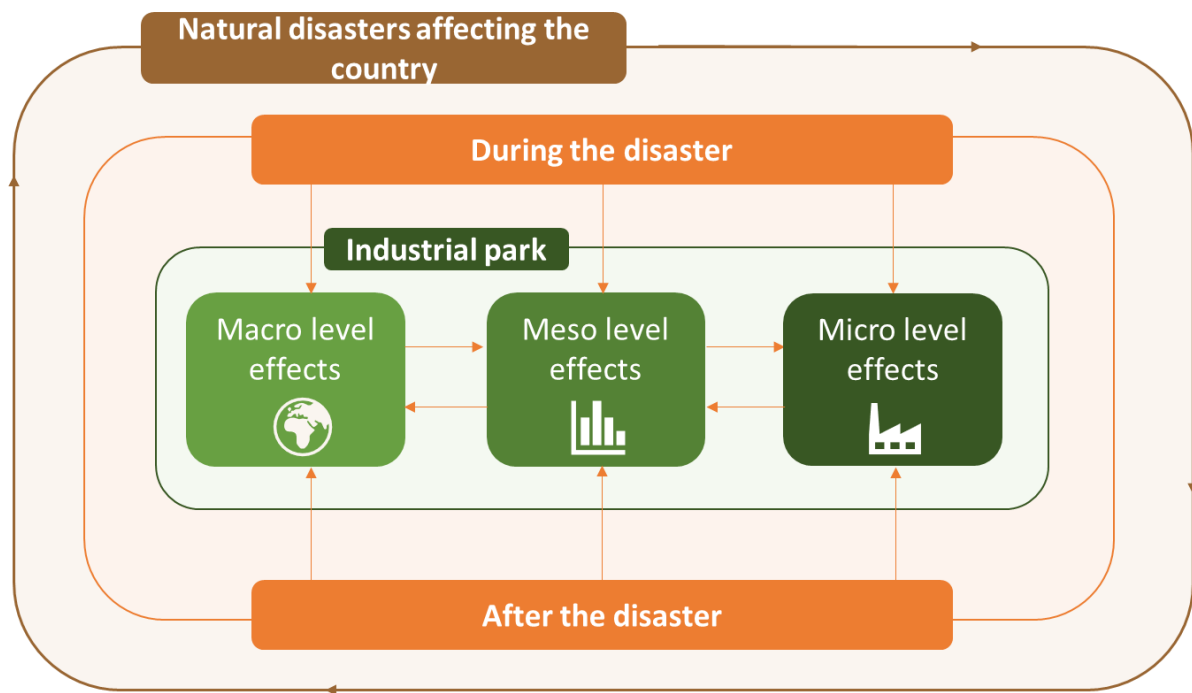 Natural disasters affecting the
country
During the disaster
Industrial park
Macro level
effects
Meso level
effects
Micro level
effects
After the disaster